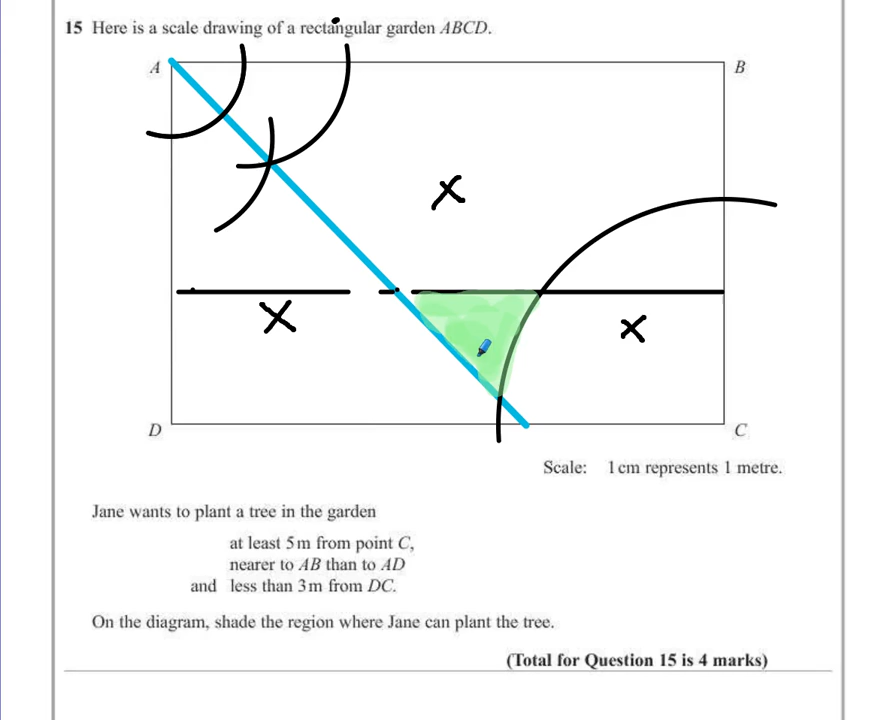 15 Here is a scale drawing of a rectangular garden ABCD.
A
B
X
X
X
D
C
Scale: 1 cm represents 1 metre.
Jane wants to plant a tree in the garden
at least 5 m from point C,
nearer to AB than to AD
and less than 3 m from DC.
On the diagram, shade the region where Jane can plant the tree.
(Total for Question 15 is 4 marks)